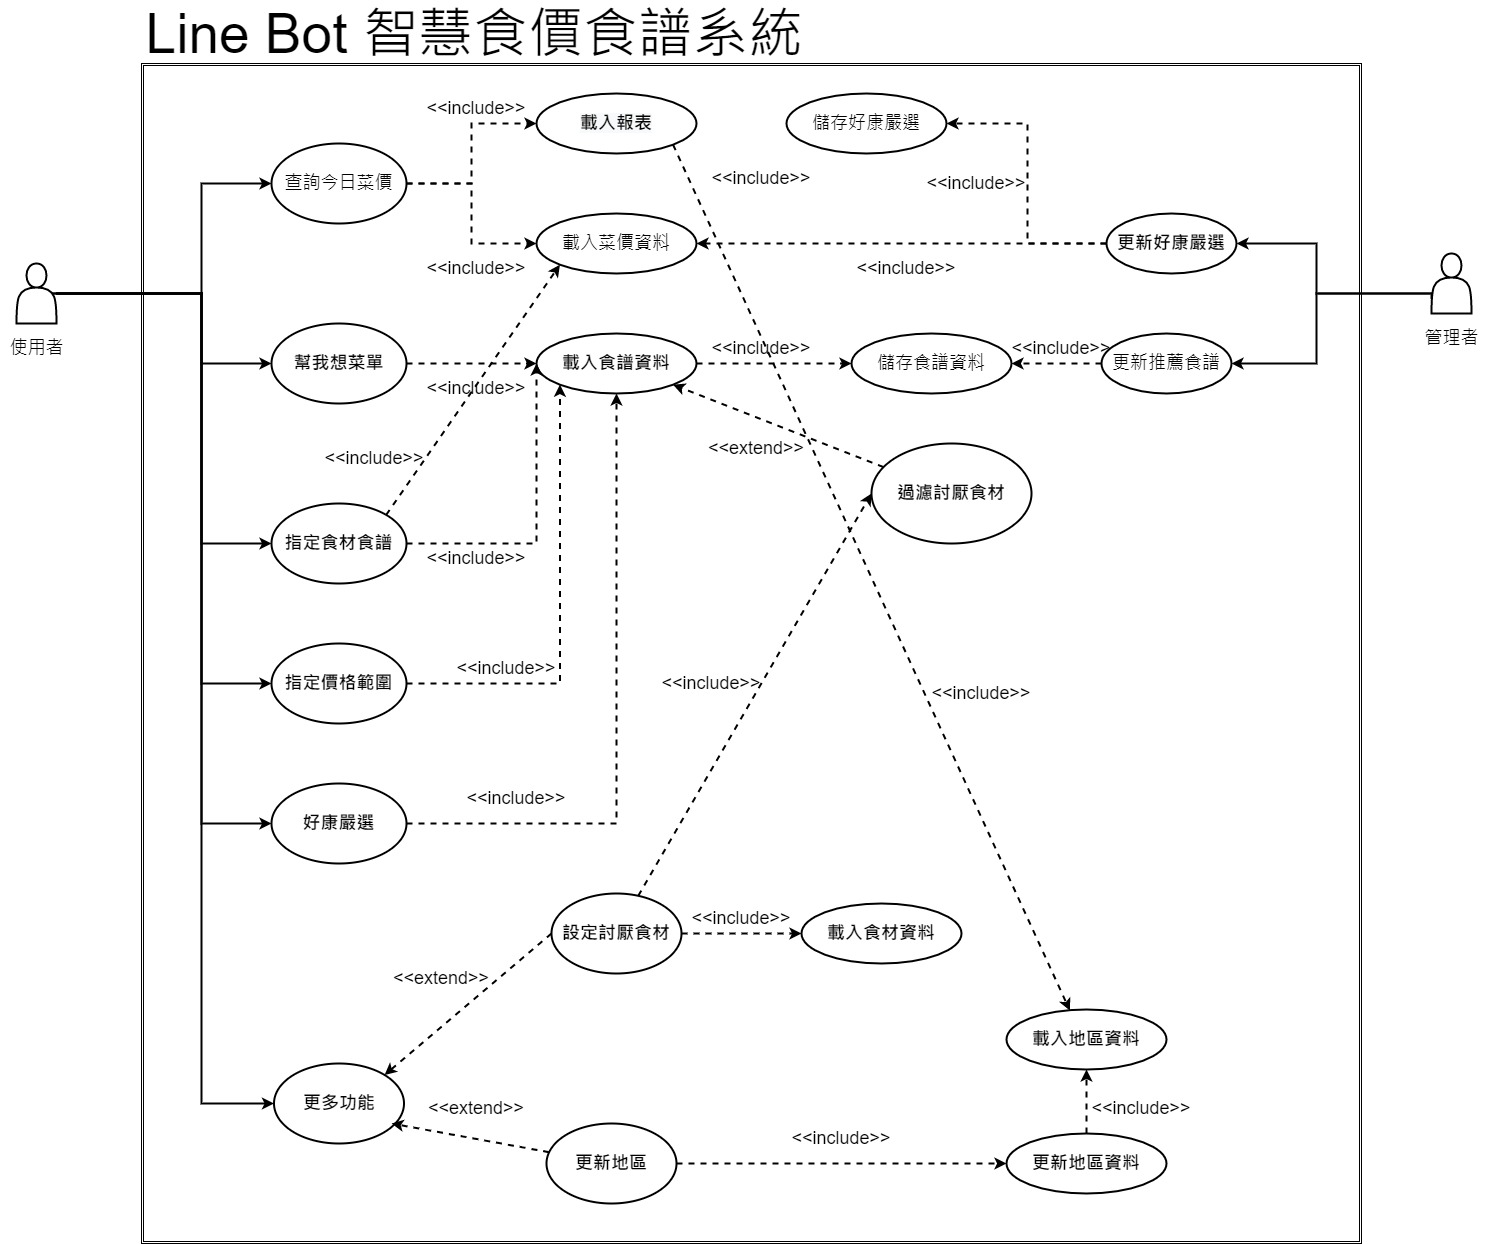 Line Bot 智慧食價食譜系統
<<include>>
載入報表
儲存好康嚴選
查詢今日菜價
<<include>>
<<include>>
載入菜價資料
更新好康嚴選
<<include>>
<<include>>
使用者
管理者
幫我想菜單
載入食譜資料
<<include>>
儲存食譜資料
<<include>>
更新推薦食譜
<<include>>
<<extend>>
<<include>>
過濾討厭食材
指定食材食譜
<<include>>
指定價格範圍
<<include>>
<<include>>
<<include>>
好康嚴選
<<include>>
設定討厭食材
<<include>>
載入食材資料
<<extend>>
載入地區資料
更多功能
<<extend>>
<<include>>
<<include>>
更新地區
更新地區資料